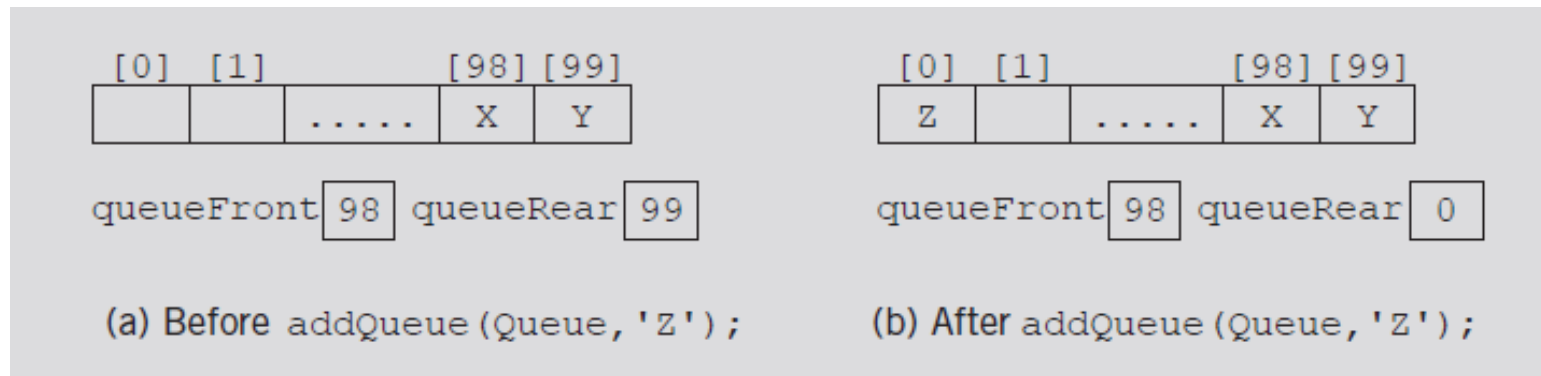 [0] [1] [98] [99]
..... X Y
queueFront 98 queueRear 99
(a) Before addQueue(Queue,'Z');
[0] [1] [98] [99]
Z ..... X Y
queueFront 98 queueRear 0
(b) After addQueue(Queue,'Z');